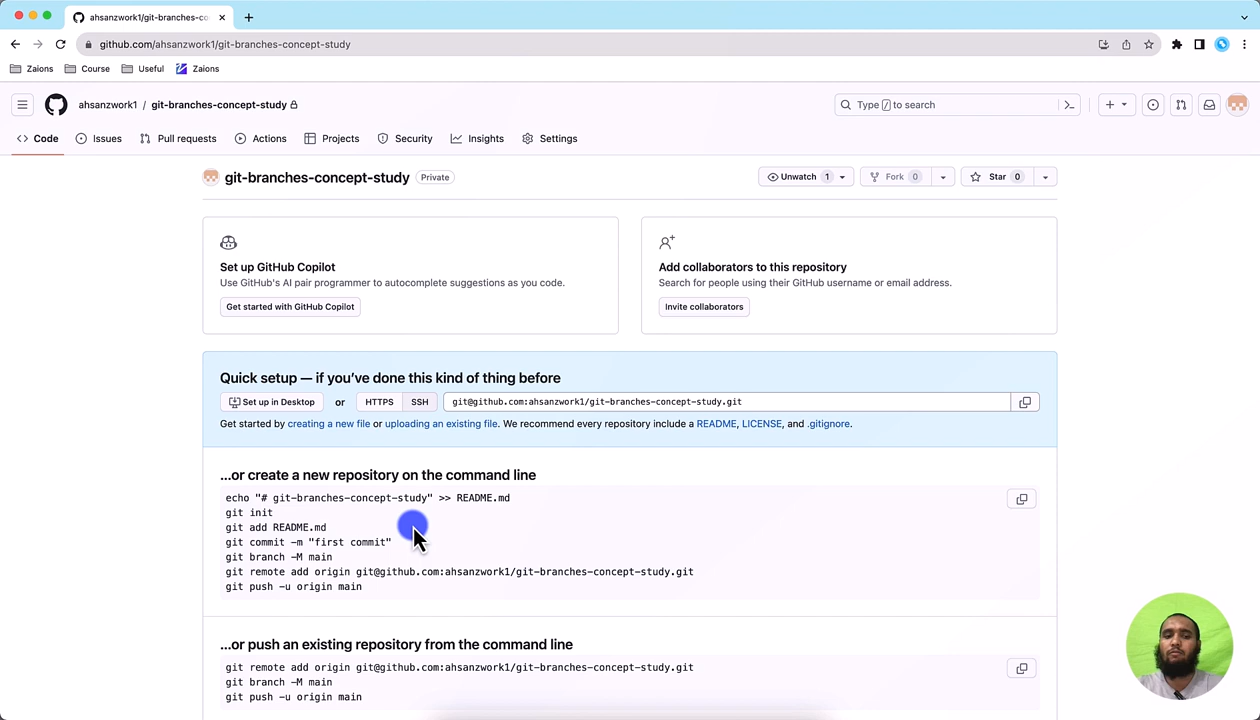 ahsanzwork1/git-branches-co
github.com/ahsanzwork1/git-branches-concept-study
Zaions Course Useful Zaions
ahsanzwork1 / git-branches-concept-study
Type / to search
Code Issues Pull requests Actions Projects Security Insights Settings
git-branches-concept-study Private
Unwatch 1 Fork 0 Star 0
Set up GitHub Copilot
Use GitHub's AI pair programmer to autocomplete suggestions as you code.
Get started with GitHub Copilot
Add collaborators to this repository
Search for people using their GitHub username or email address.
Invite collaborators
Quick setup — if you've done this kind of thing before
Set up in Desktop or HTTPS SSH git@github.com:ahsanzwork1/git-branches-concept-study.git
Get started by creating a new file or uploading an existing file. We recommend every repository include a README, LICENSE, and .gitignore.
…or create a new repository on the command line
echo "# git-branches-concept-study" >> README.md
git init
git add README.md
git commit -m "first commit"
git branch -M main
git remote add origin git@github.com:ahsanzwork1/git-branches-concept-study.git
git push -u origin main
…or push an existing repository from the command line
git remote add origin git@github.com:ahsanzwork1/git-branches-concept-study.git
git branch -M main
git push -u origin main